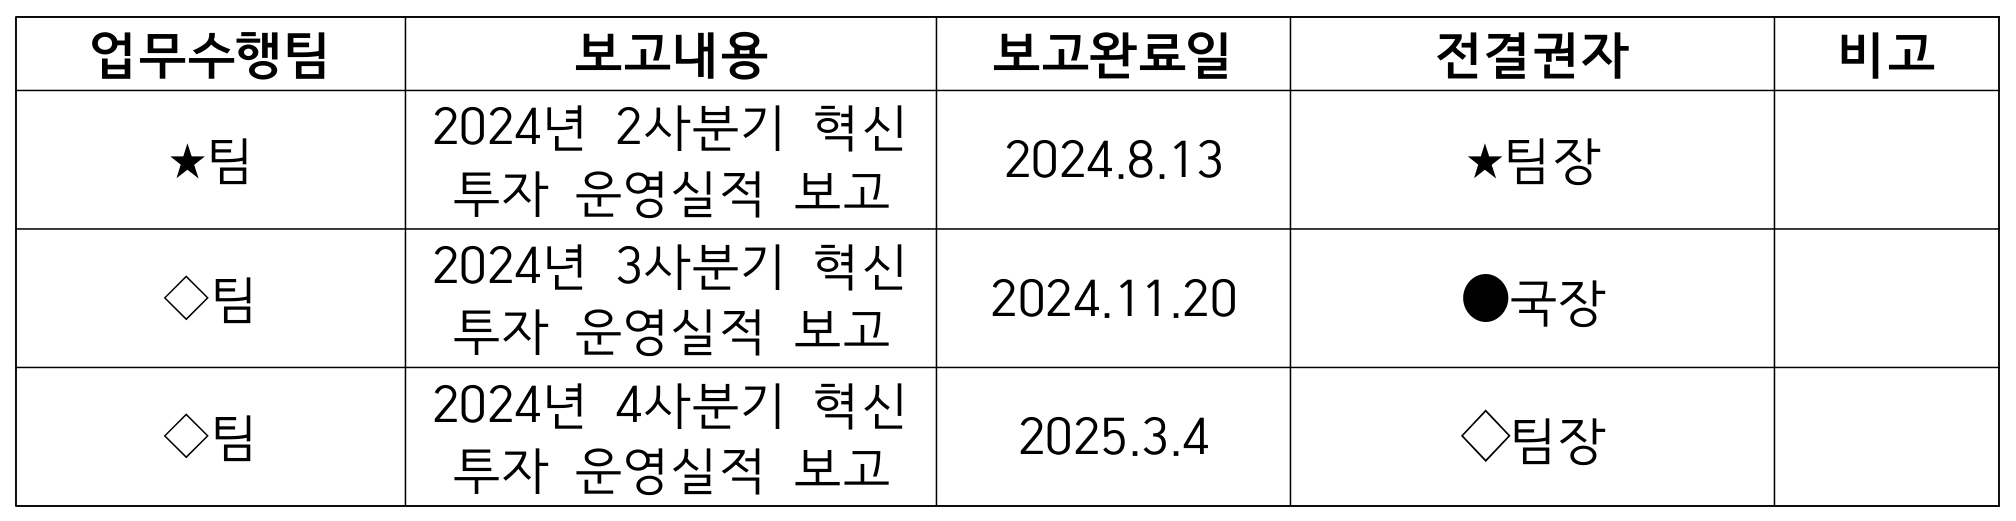 업무수행팀 보고내용 보고완료일 전결권자 비고
★팀 2024년 2사분기 혁신 2024.8.13 ★팀장
투자 운영실적 보고
◇팀 2024년 3사분기 혁신 2024.11.20 ●국장
투자 운영실적 보고
◇팀 2024년 4사분기 혁신 2025.3.4 ◇팀장
투자 운영실적 보고